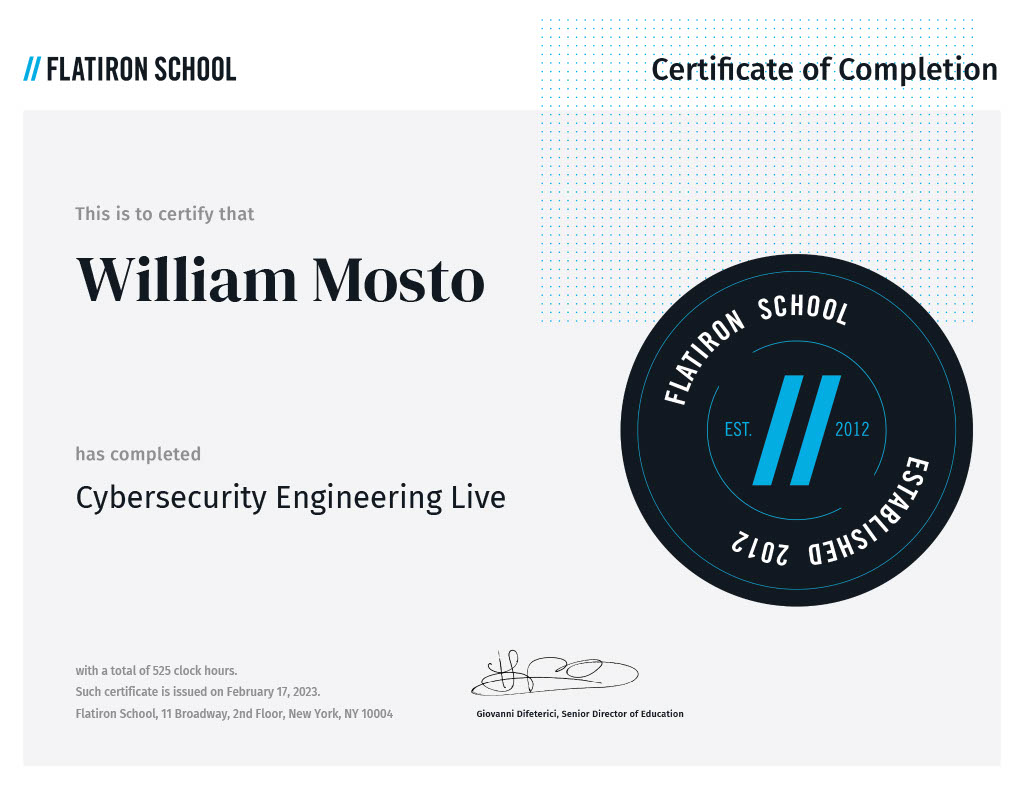 // FLATIRON SCHOOL
Certificate of Completion
This is to certify that
William Mosto
has completed
Cybersecurity Engineering Live
FLATIRON SCHOOL
EST. // 2012
ESTABLISHED 2012
with a total of 525 clock hours.
Such certificate is issued on February 17, 2023.
Flatiron School, 11 Broadway, 2nd Floor, New York, NY 10004
Giovanni Difeterici, Senior Director of Education